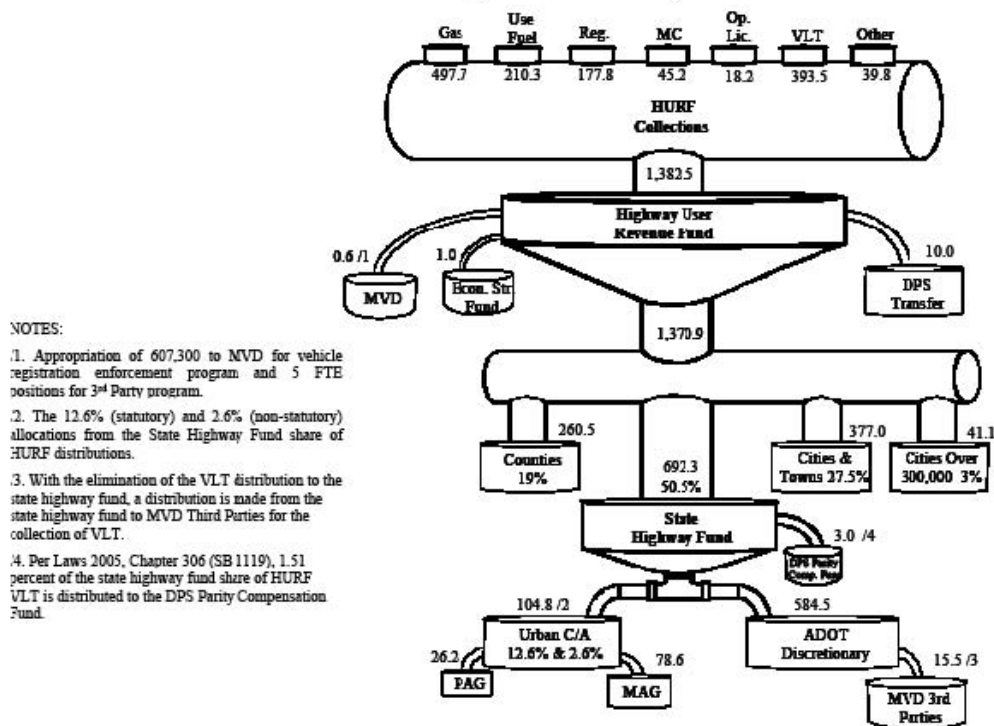 Gas
Use
Fuel
Reg.
MC
Op.
Lic.
VLT
Other
497.7
210.3
177.8
45.2
18.2
393.5
39.8
HURF
Collections
1,382.5
Highway User
Revenue Fund
0.6 /1
1.0
10.0
MVD
Econ. Str.
Fund
DPS
Transfer
1,370.9
NOTES:
/1. Appropriation of 607,300 to MVD for vehicle
registration enforcement program and 5 FTE
positions for 3rd Party program.
/2. The 12.6% (statutory) and 2.6% (non-statutory)
allocations from the State Highway Fund share of
HURF distributions.
/3. With the elimination of the VLT distribution to the
state highway fund, a distribution is made from the
state highway fund to MVD Third Parties for the
collection of VLT.
/4. Per Laws 2005, Chapter 306 (SB 1119), 1.51
percent of the state highway fund share of HURF
VLT is distributed to the DPS Parity Compensation
Fund.
260.5
377.0
41.1
Counties
19%
692.3
50.5%
Cities &
Towns 27.5%
Cities Over
300,000 3%
State
Highway Fund
3.0 /4
DPS Parity
Comp.
104.8 /2
584.5
Urban C/A
12.6% & 2.6%
ADOT
Discretionary
26.2
78.6
15.5 /3
PAG
MAG
MVD 3rd
Parties